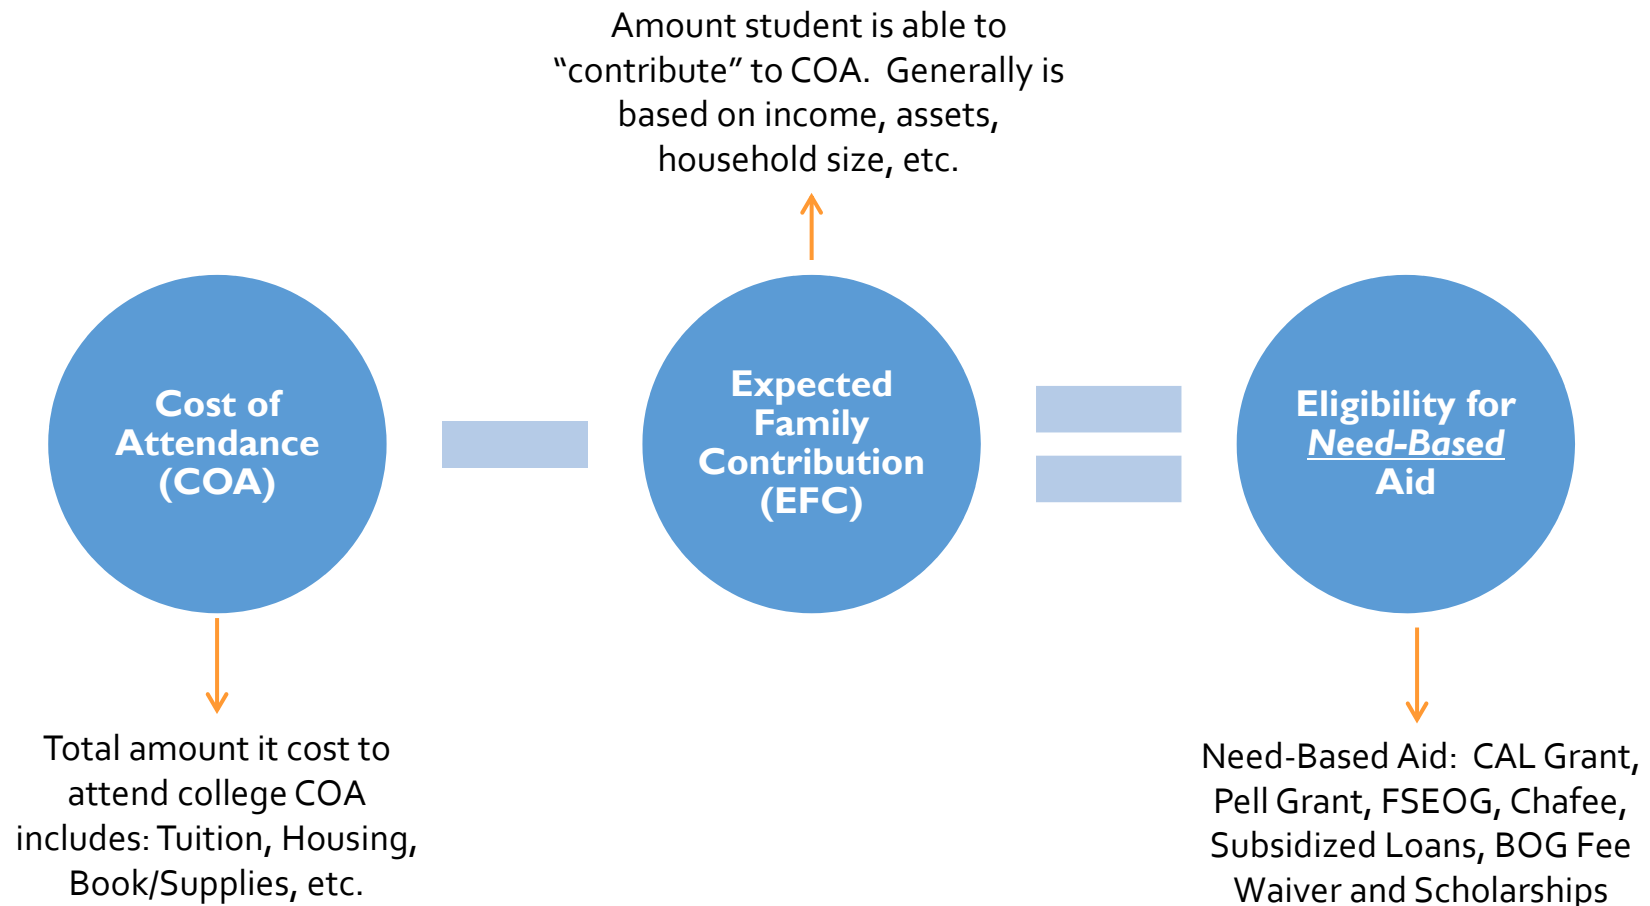 Amount student is able to
“contribute” to COA.  Generally is
based on income, assets,
household size, etc.
Cost of
Attendance
(COA)
Expected
Family
Contribution
(EFC)
Eligibility for
Need-Based
Aid
Total amount it cost to
attend college COA
includes: Tuition, Housing,
Book/Supplies, etc.
Need-Based Aid:  CAL Grant,
Pell Grant, FSEOG, Chafee,
Subsidized Loans, BOG Fee
Waiver and Scholarships